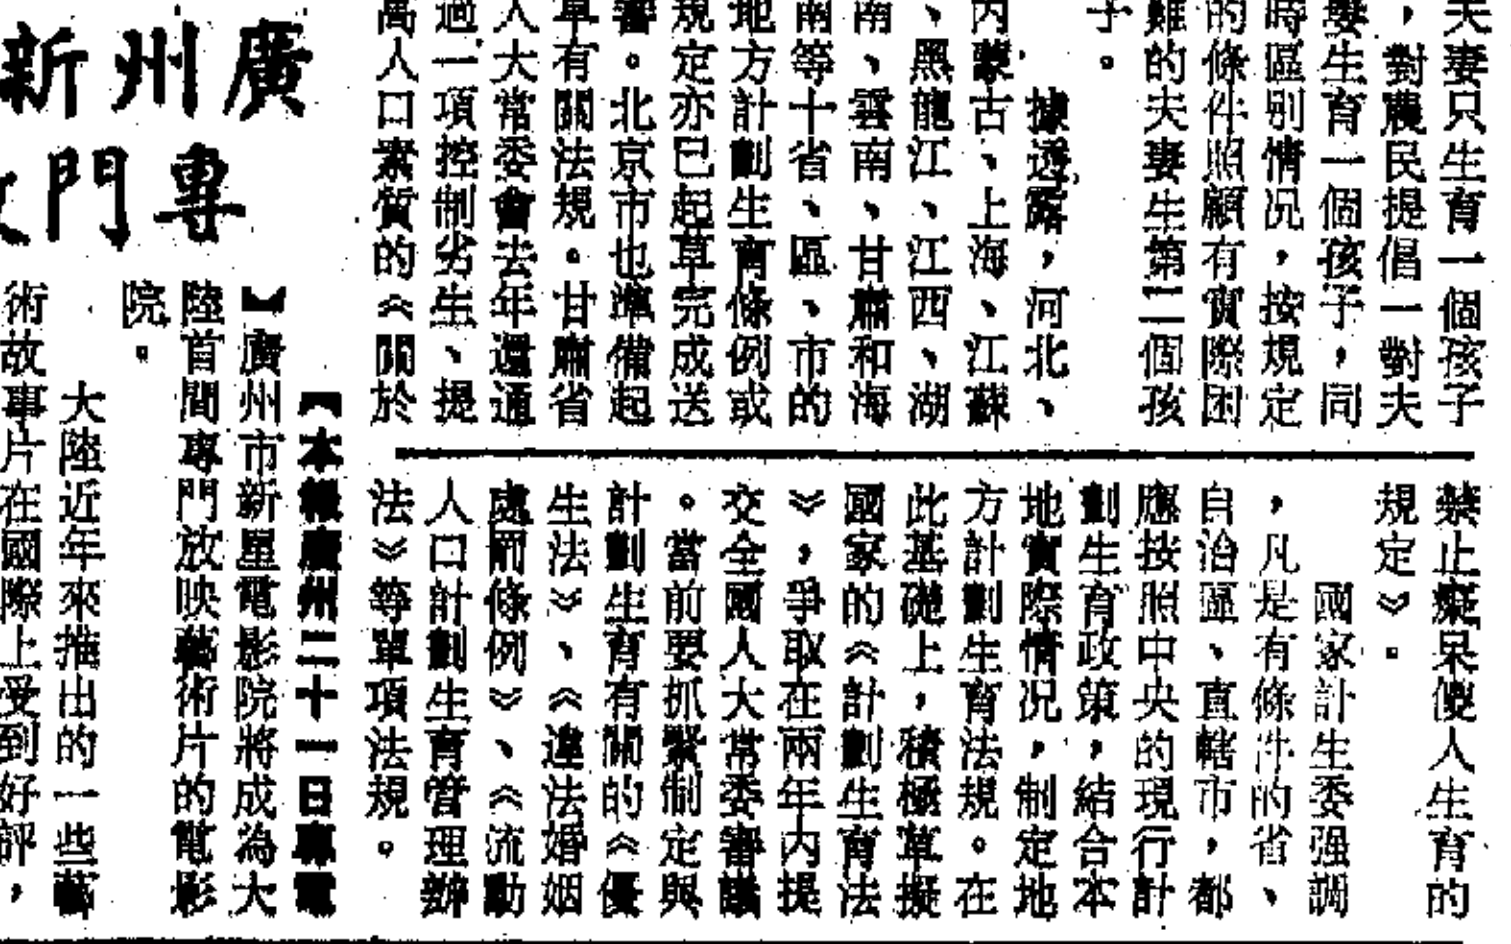 夫妻只生育一個孩子
，對農民提倡一對夫
妻生育一個孩子，同
時區別情況，按規定
的條件照顧有實際困
難的夫妻生第二個孩
子。
據透露，河北、
內蒙古、上海、江蘇
、黑龍江、江西、湖
南、雲南、甘肅和海
南等十省、區、市的
地方計劃生育條例或
規定亦已起草完成送
審。北京市也準備起
草有關法規。甘肅省
人大常委會去年還通
過一項控制劣生、提
高人口素質的《關於
禁止癡呆傻人生育的
規定》。
國家計生委强調
，凡是有條件的省、
自治區、直轄市，都
應按照中央的現行計
劃生育政策，結合本
地實際情況，制定地
方計劃生育法規。在
此基礎上，積極草擬
國家的《計劃生育法
》，爭取在兩年內提
交全國人大常委審議
。當前要抓緊制定與
計劃生育有關的《優
生法》、《違法婚姻
處罰條例》、《流動
人口計劃生育管理辦
法》等單項法規。
廣州新
專門
【本報廣州二十一日專電
】廣州市新星電影院將成為大
陸首間專門放映藝術片的電影
院。
大陸近年來推出的一些藝
術故事片在國際上受到好評，